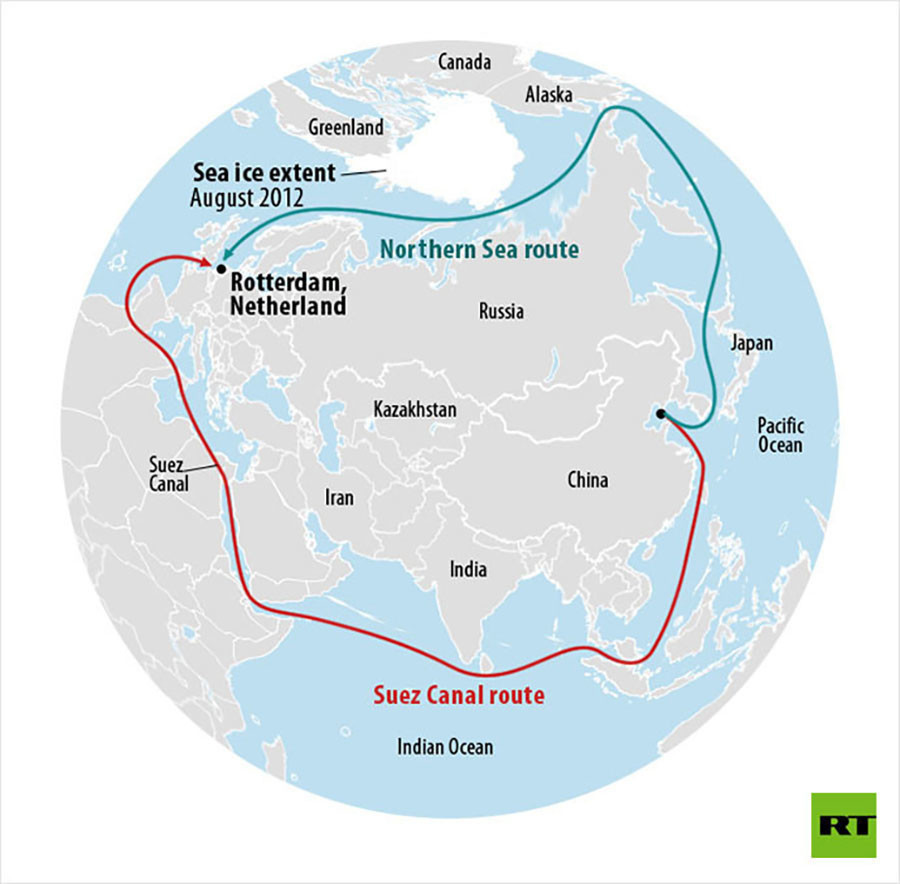 Canada
Alaska
Greenland
Sea ice extent
August 2012
Northern Sea route
Rotterdam,
Netherland
Russia
Japan
Kazakhstan
Pacific
Ocean
Suez
Canal
China
Iran
India
Suez Canal route
Indian Ocean
RT